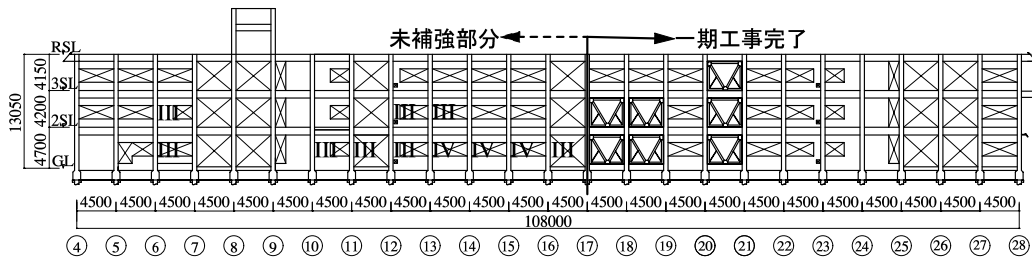 未補強部分 一期工事完了
RSL
4150
3SL
4200
13050
2SL
III III III
4700
III III III III IV IV IV III
GL
4500 4500 4500 4500 4500 4500 4500 4500 4500 4500 4500 4500 4500 4500 4500 4500 4500 4500 4500 4500 4500 4500 4500 4500
108000
4 5 6 7 8 9 10 11 12 13 14 15 16 17 18 19 20 21 22 23 24 25 26 27 28